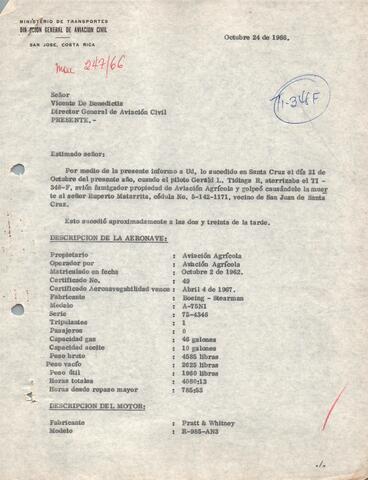 MINISTERIO DE TRANSPORTES
DIRECCION GENERAL DE AVIACION CIVIL
SAN JOSE, COSTA RICA
Octubre 24 de 1966.
247/66
TI-346F
Señor
Vicente De Benedictis
Director General de Aviación Civil
PRESENTE.-
Estimado señor:
Por medio de la presente informo a Ud, lo sucedido en Santa Cruz el día 21 de
Octubre del presente año, cuando el piloto Gerald L, Tidings R, aterrizaba el TI -
346-F, avión fumigador propiedad de Aviación Agrícola y golpeó causándole la muer
te al señor Ruperto Matarrita, cédula No. 5-142-1171, vecino de San Juan de Santa
Cruz.
Esto sucedió aproximadamente a las dos y treinta de la tarde.
DESCRIPCION DE LA AERONAVE:
Propietario : Aviación Agrícola
Operador por : Aviación Agrícola
Matriculado en fecha : Octubre 2 de 1962.
Certificado No. : 49
Certificado Aeronavegabilidad vence : Abril 4 de 1967.
Fabricante : Boeing - Stearman
Modelo : A-75N1
Serie : 75-4346
Tripulantes : 1
Pasajeros : 0
Capacidad gas : 46 galones
Capacidad aceite : 10 galones
Peso bruto : 4585 libras
Peso vacío : 2625 libras
Peso útil : 1960 libras
Horas totales : 4080:13
Horas desde repaso mayor : 785:53
DESCRIPCION DEL MOTOR:
Fabricante : Pratt & Whitney
Modelo : R-985-AN3
./.